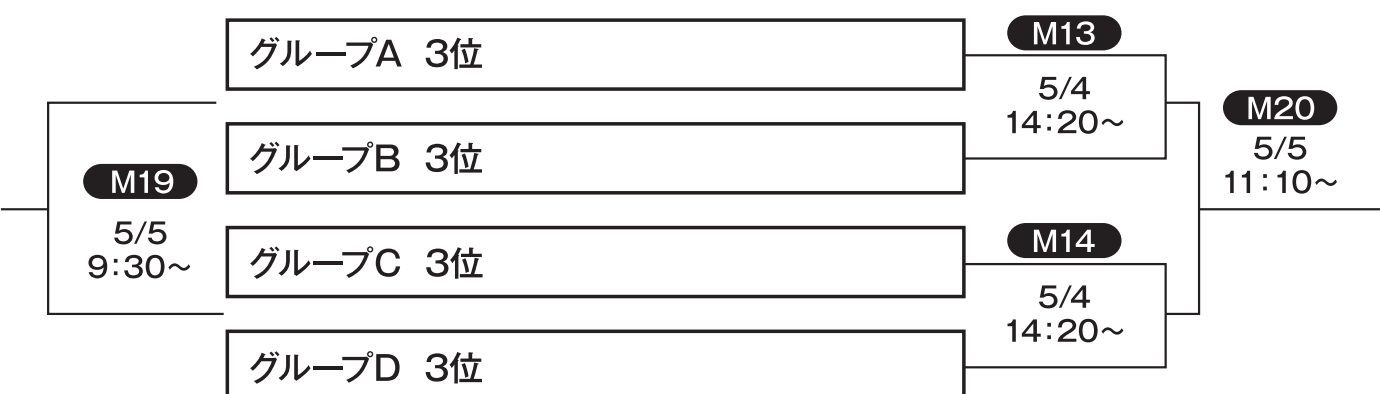 グループA 3位
グループB 3位
グループC 3位
グループD 3位
M13
5/4
14:20～
M14
5/4
14:20～
M19
5/5
9:30～
M20
5/5
11:10～